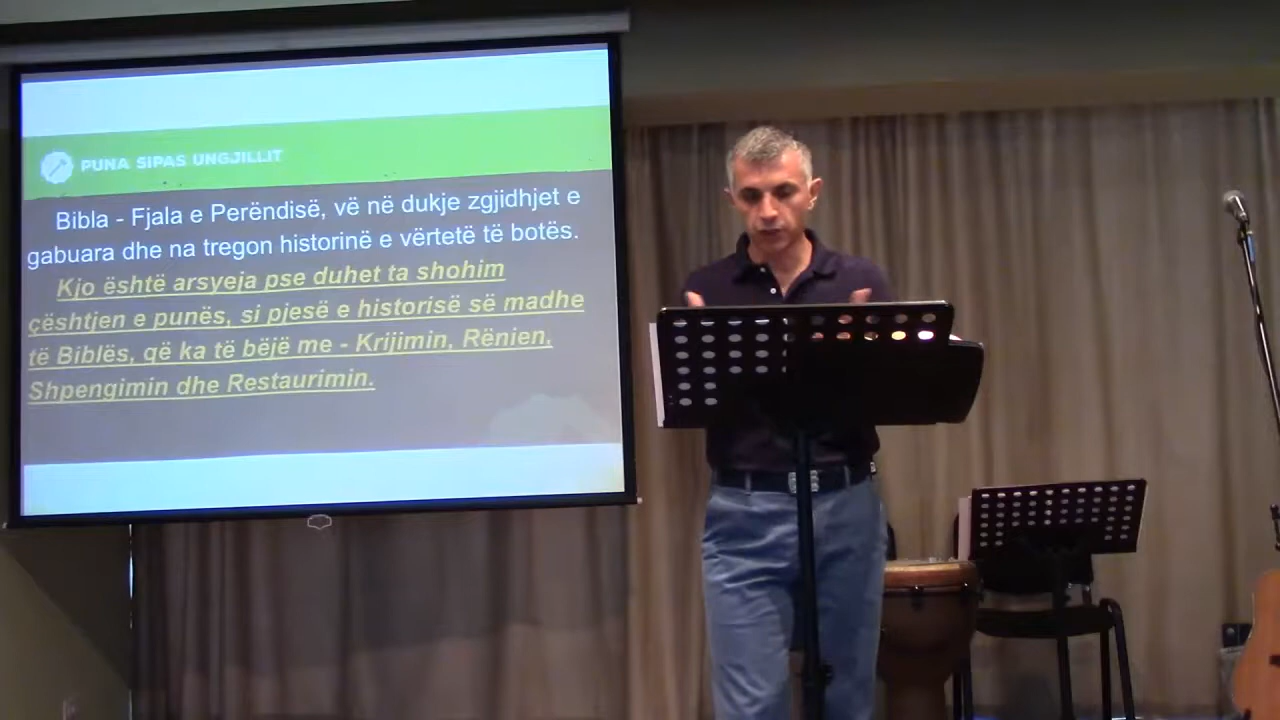 PUNA SIPAS UNGJILLIT
Bibla - Fjala e Perëndisë, vë në dukje zgjidhjet e
gabuara dhe na tregon historinë e vërtetë të botës.
Kjo është arsyeja pse duhet ta shohim
çështjen e punës, si pjesë e historisë së madhe
të Biblës, që ka të bëjë me - Krijimin, Rënien,
Shpengimin dhe Restaurimin.